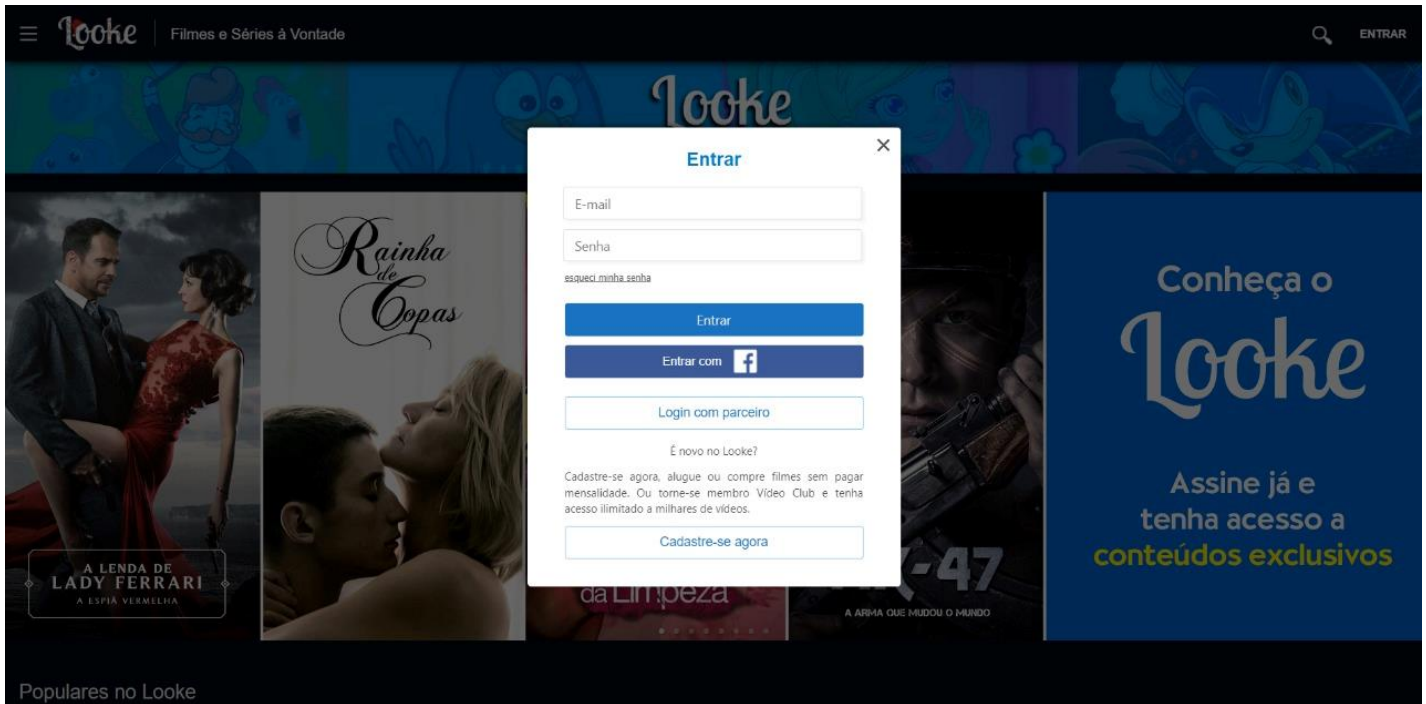 Looke
Filmes e Séries à Vontade
ENTRAR
Looke
Entrar
E-mail
Senha
esqueci minha senha
Entrar
Entrar com
Login com parceiro
É novo no Looke?
Cadastre-se agora, alugue ou compre filmes sem pagar
mensalidade. Ou torne-se membro Vídeo Club e tenha
acesso ilimitado a milhares de vídeos.
Cadastre-se agora
A LENDA DE
LADY FERRARI
A ESPIÃ VERMELHA
Rainha
de
Copas
da Limpeza
-47
A ARMA QUE MUDOU O MUNDO
Conheça o
Looke
Assine já e
tenha acesso a
conteúdos exclusivos
Populares no Looke